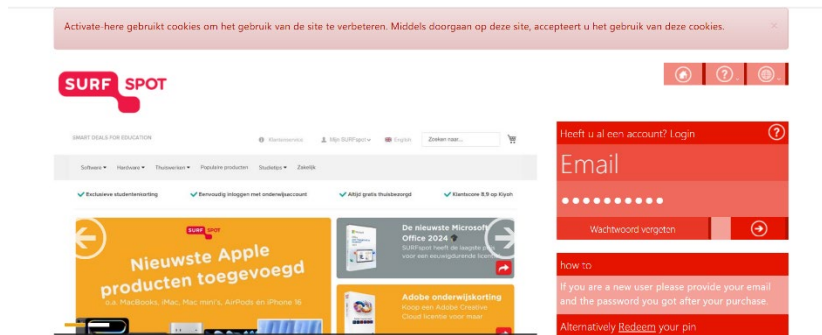 Activate-here gebruikt cookies om het gebruik van de site te verbeteren. Middels doorgaan op deze site, accepteert u het gebruik van deze cookies.
SURF SPOT
SMART DEALS FOR EDUCATION
Klantenservice
Mijn SURFspot
English
Zoeken naar...
Software
Hardware
Thuiswerken
Populaire producten
Studietips
Zakelijk
Exclusieve studentenkorting
Eenvoudig inloggen met onderwijsaccount
Altijd gratis thuisbezorgd
Klantscore 8,9 op Kiyoh
SURF SPOT
Nieuwste Apple
producten toegevoegd
o.a. MacBooks, iMac, Mac mini's, AirPods en iPhone 16
De nieuwste Microsoft
Office 2024
SURFspot heeft de laagste prijs
voor een eeuwigdurende licentie
Adobe onderwijskorting
Koop een Adobe Creative
Cloud licentie voor maar
Heeft u al een account? Login
Email
Wachtwoord vergeten
how to
If you are a new user please provide your email
and the password you got after your purchase.
Alternatively Redeem your pin